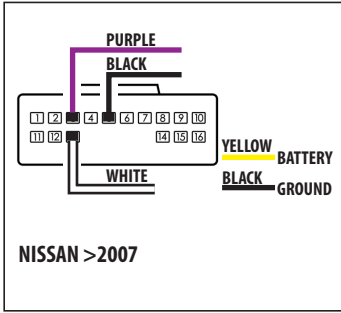 PURPLE
BLACK
1 2 4 6 7 8 9 10
11 12 14 15 16
WHITE
YELLOW BATTERY
BLACK GROUND
NISSAN >2007